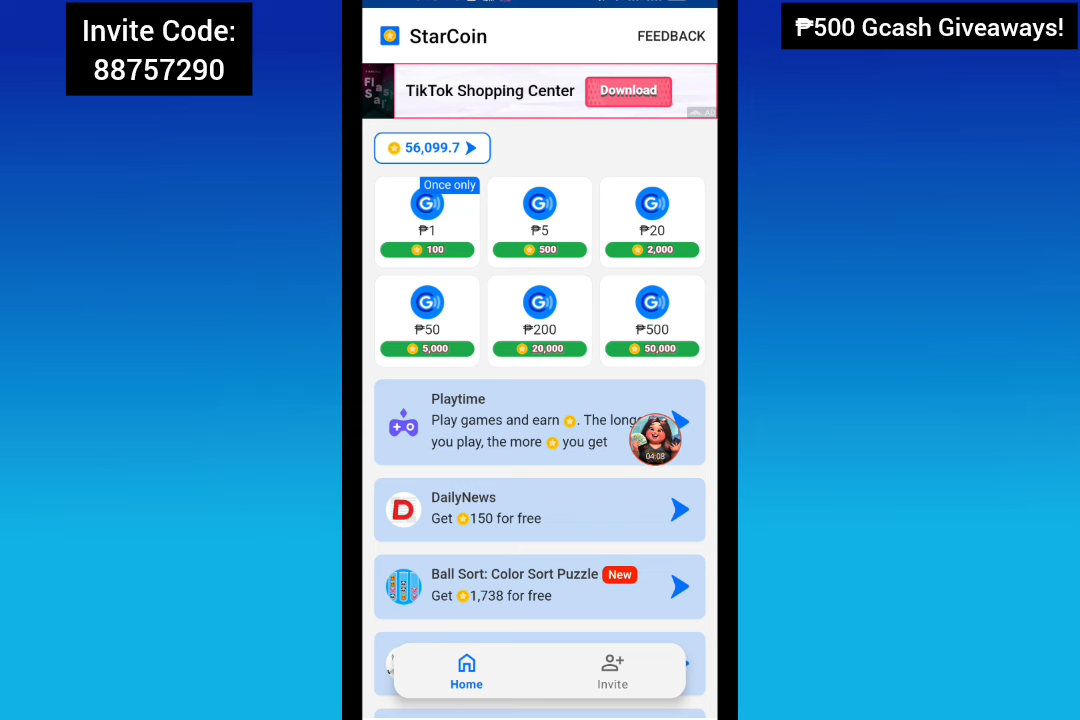 Invite Code:
88757290
₱500 Gcash Giveaways!
StarCoin
FEEDBACK
TikTok Shopping Center
Download
AD
56,099.7
Once only
₱1
100
₱5
500
₱20
2,000
₱50
5,000
₱200
20,000
₱500
50,000
Playtime
Play games and earn . The long
you play, the more you get
04:08
DailyNews
Get 150 for free
Ball Sort: Color Sort Puzzle New
Get 1,738 for free
Home
Invite